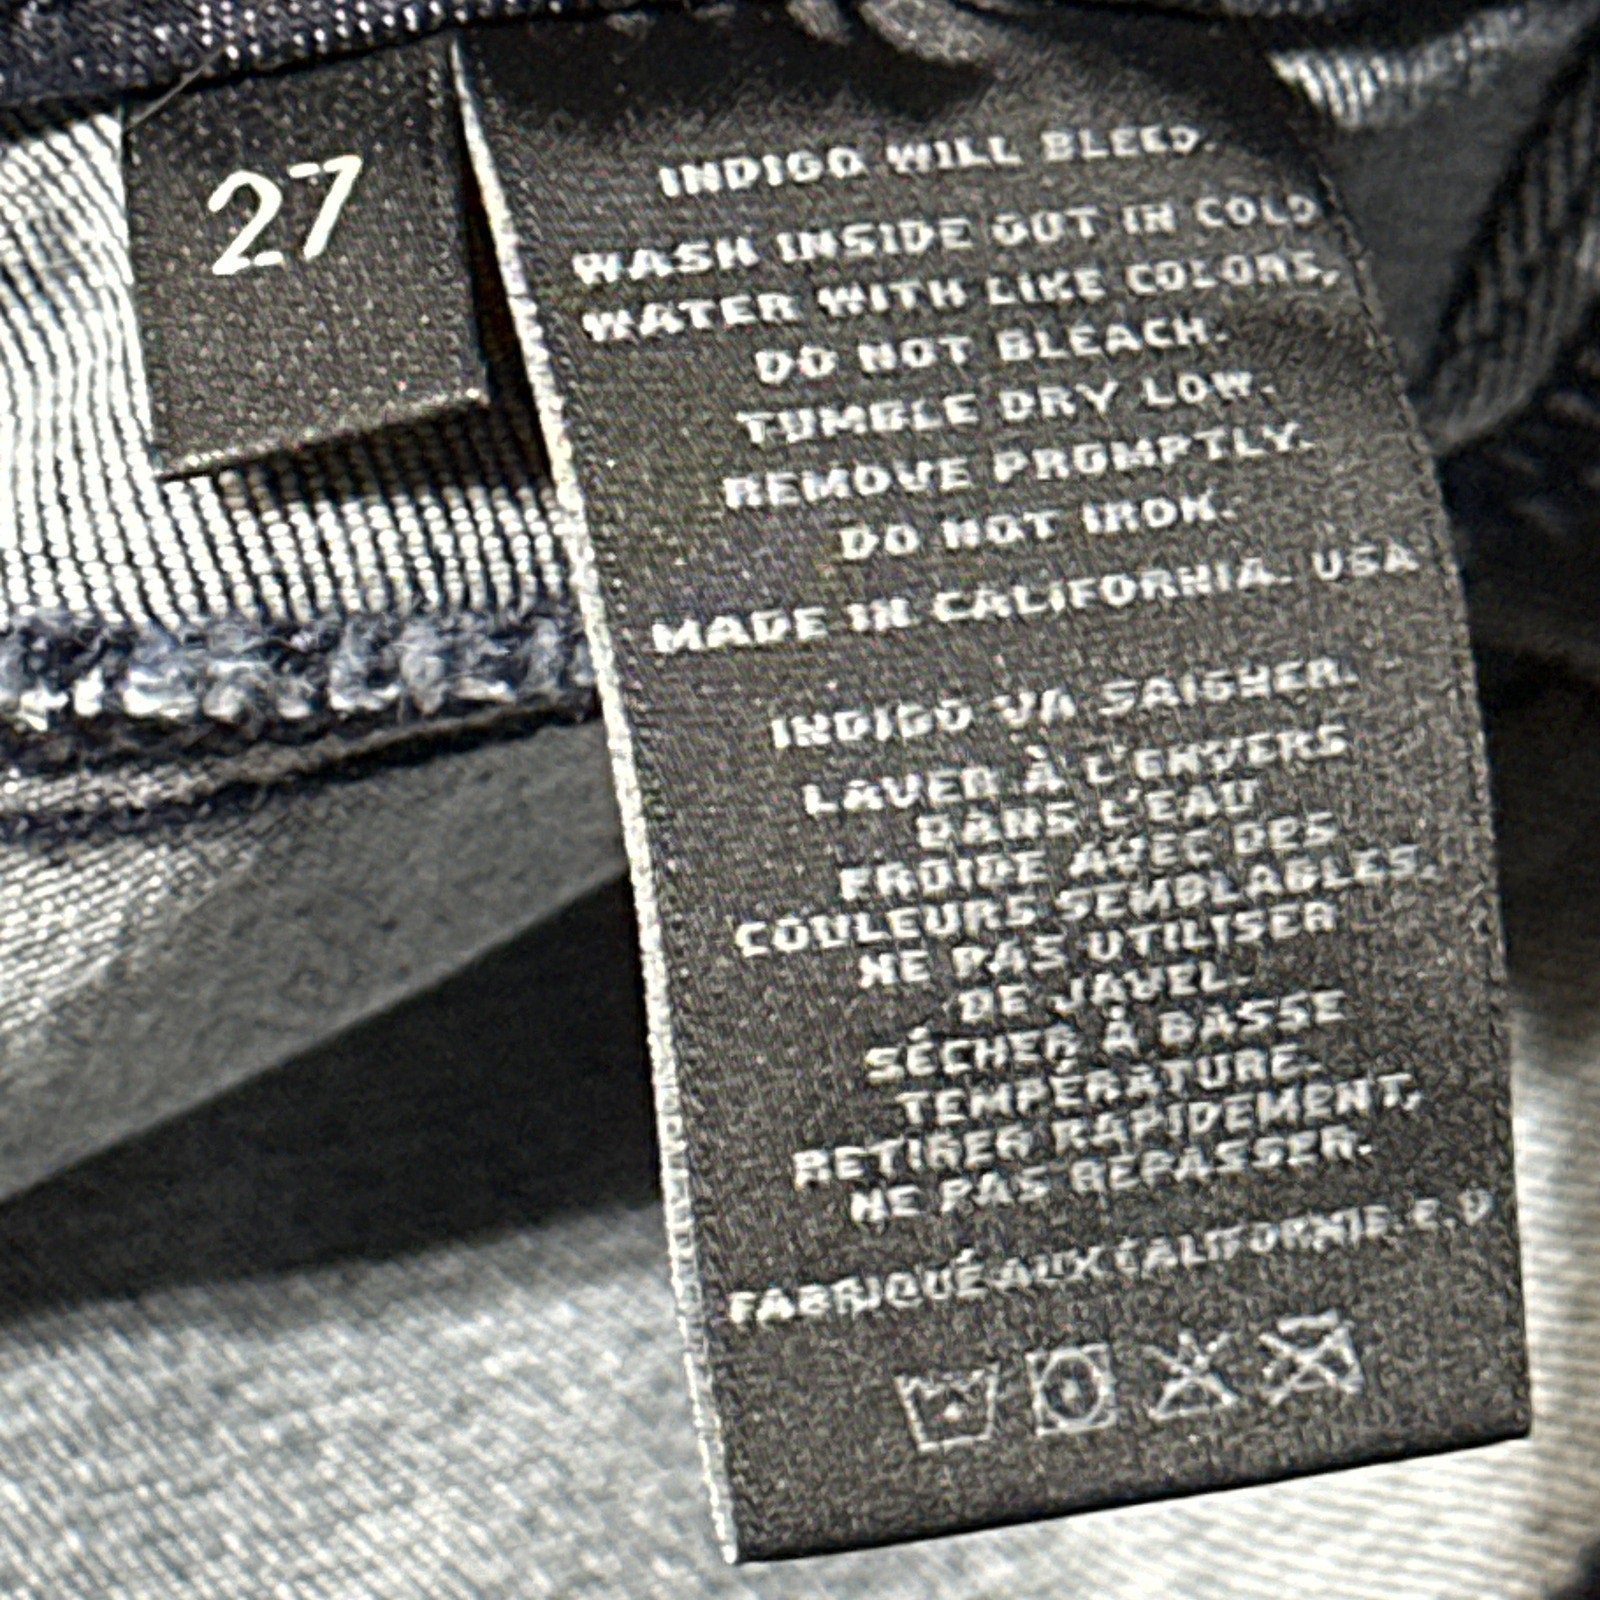 27
INDIGO WILL BLEED.
WASH INSIDE OUT IN COLD
WATER WITH LIKE COLORS,
DO NOT BLEACH.
TUMBLE DRY LOW.
REMOVE PROMPTLY.
DO NOT IRON.
MADE IN CALIFORNIA. USA
INDIGO VA SAIGNER.
LAVER À L'ENVERS
DANS L'EAU
FROIDE AVEC DES
COULEURS SEMBLABLES.
NE PAS UTILISER
DE JAVEL.
SÉCHER À BASSE
TEMPÉRATURE.
RETIRER RAPIDEMENT,
NE PAS REPASSER.
FABRIQUÉ AUX CALIFORNIE. E.U